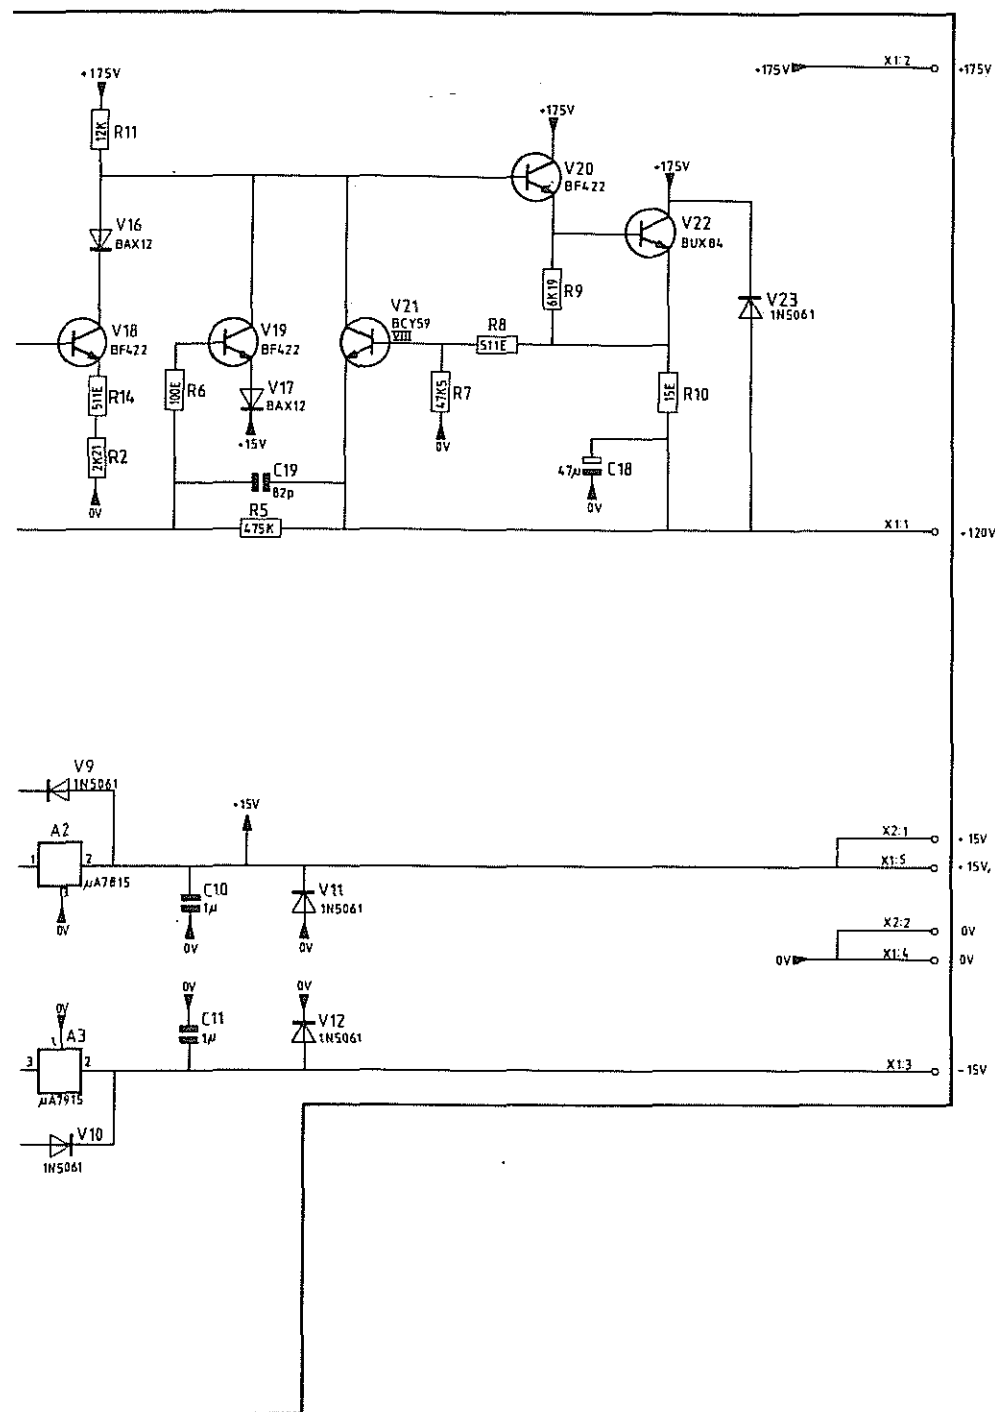 +175V
X1:2
+175V
+175V
12K
R11
+175V
V20
BF422
+175V
V16
BAX12
V22
BUX84
6K19
R9
V23
1N5061
V21
BCY59
VIII
R8
511E
V18
BF422
V19
BF422
511E
R14
100E
R6
V17
BAX12
+15V
47K5
R7
0V
15E
R10
2K21
R2
0V
C19
82p
47µ
C18
0V
R5
475K
X1:1
+120V
V9
1N5061
+15V
A2
1
2
3
µA7815
0V
C10
1µ
0V
V11
1N5061
0V
X2:1
+15V
X1:5
+15V
X2:2
0V
0V
X1:4
0V
0V
1
A3
3
2
µA7915
0V
C11
1µ
0V
V12
1N5061
X1:3
-15V
V10
1N5061